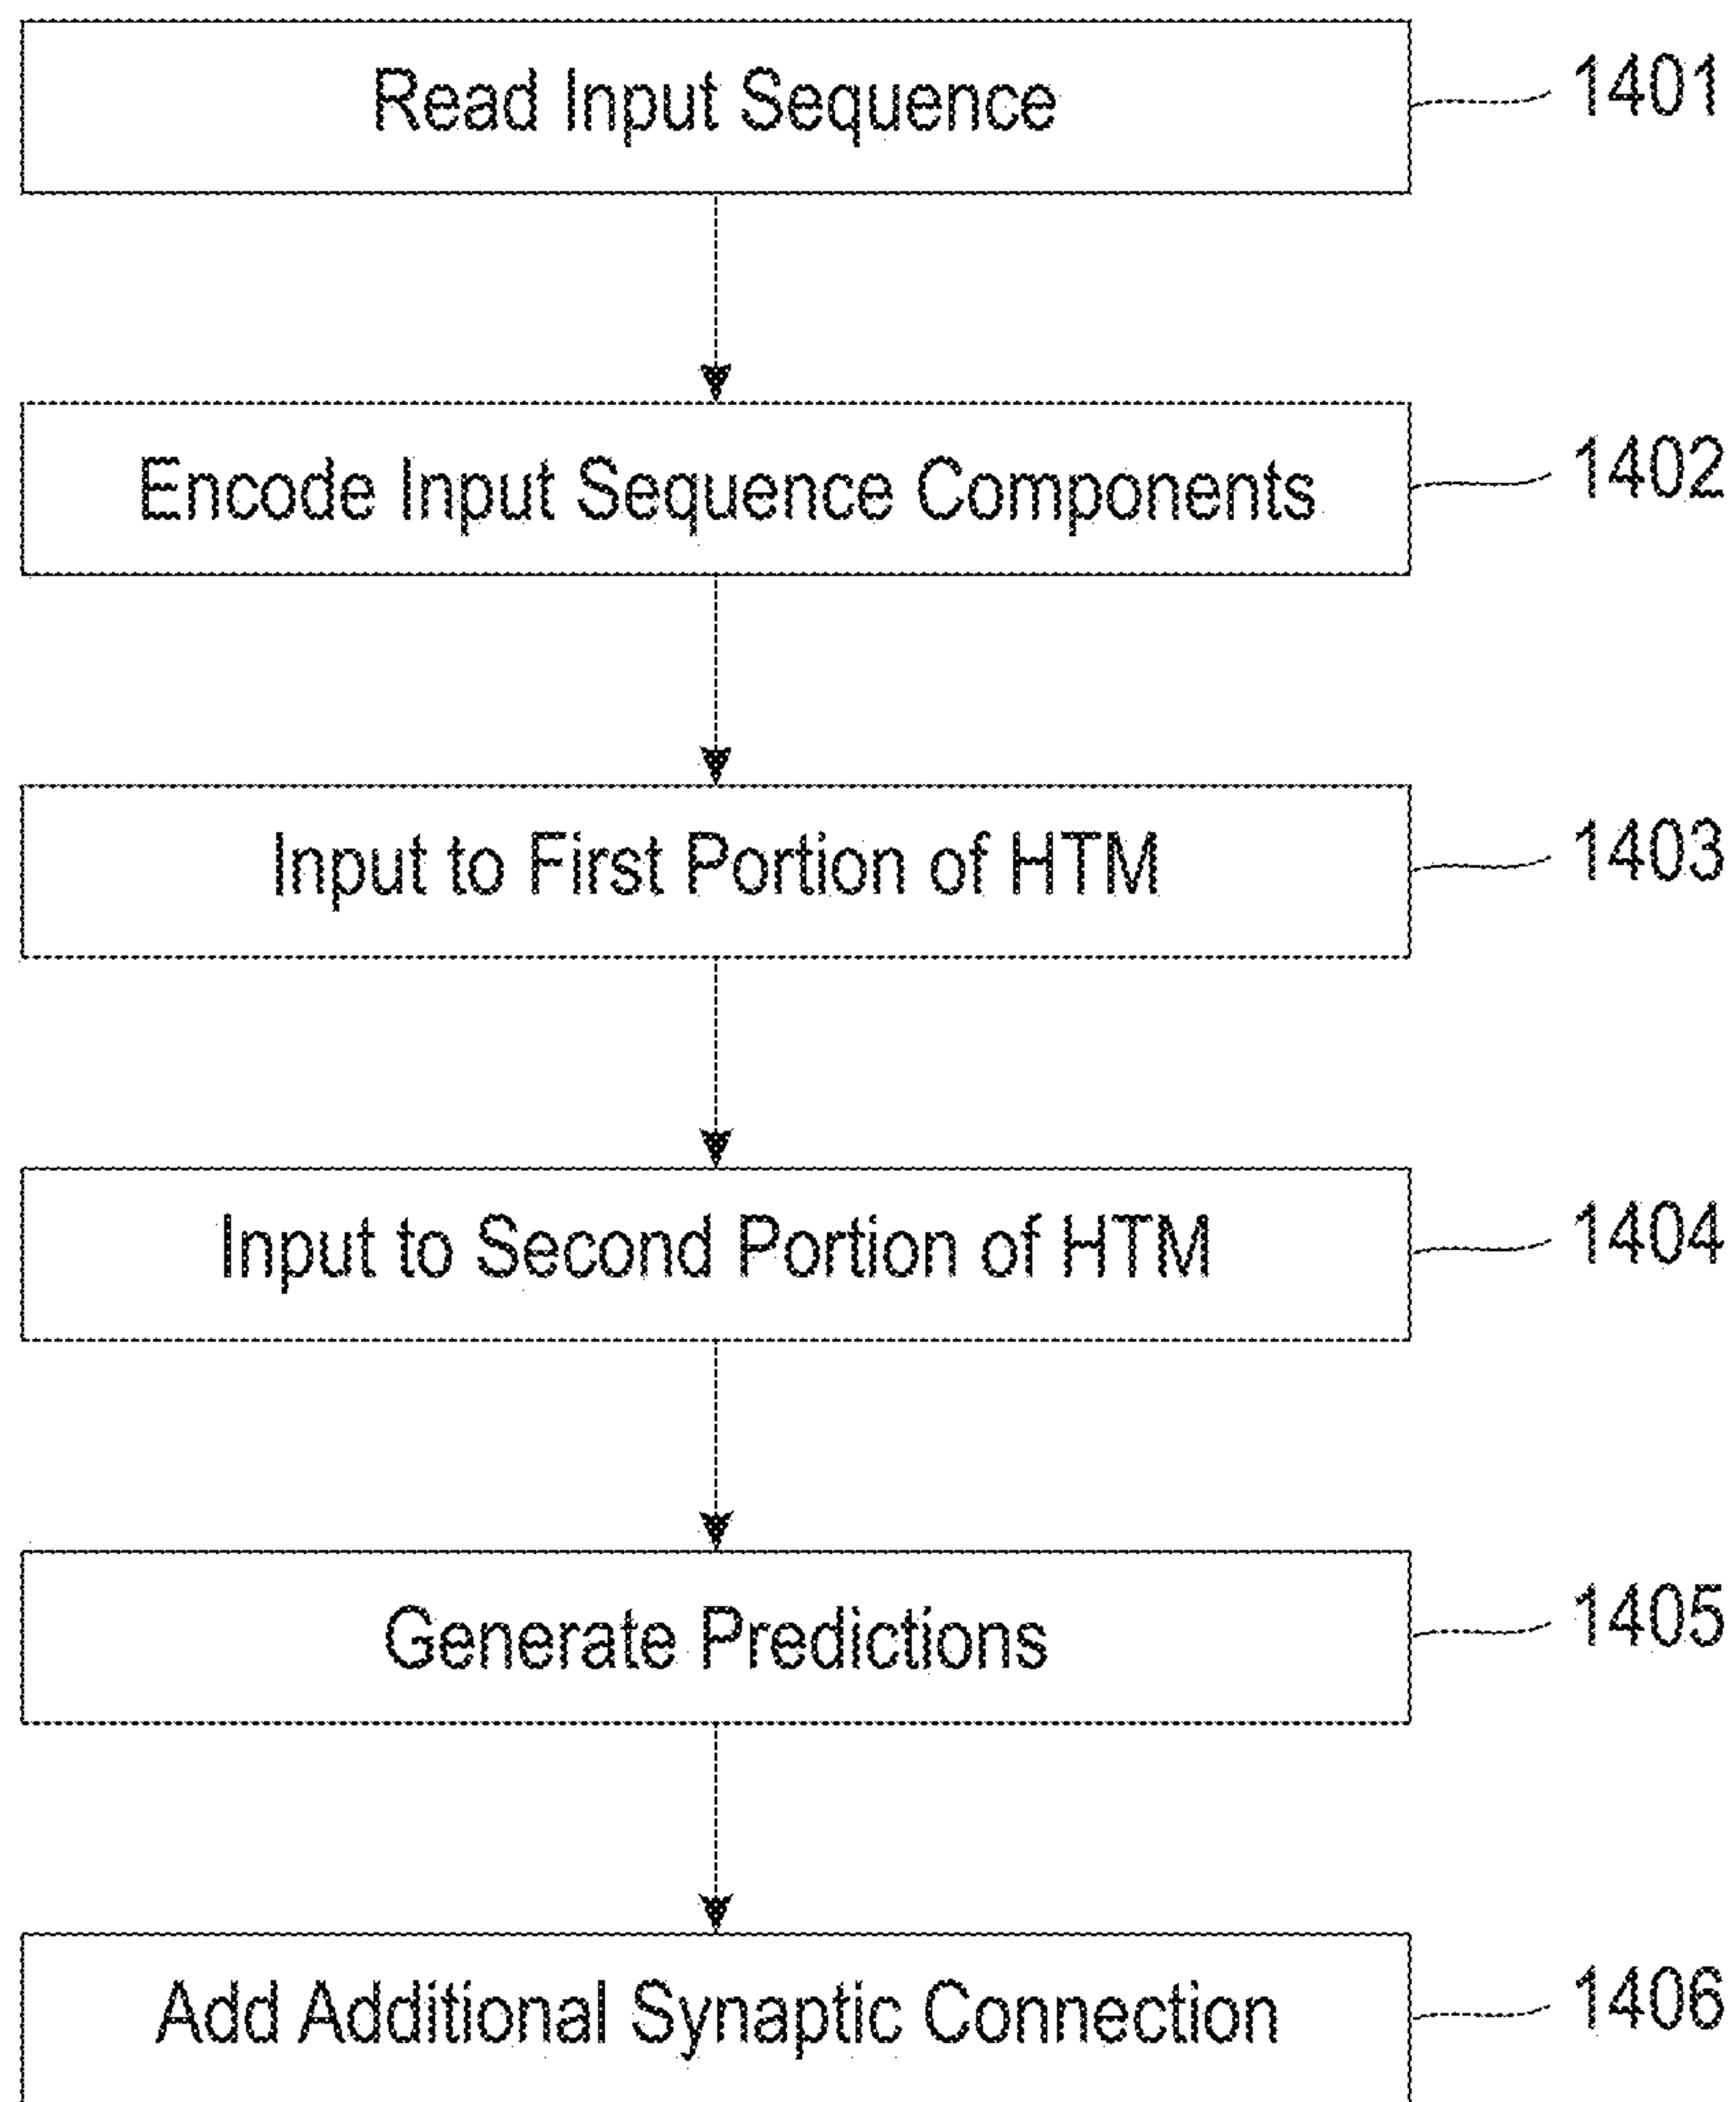 Read Input Sequence 1401
Encode Input Sequence Components 1402
Input to First Portion of HTM 1403
Input to Second Portion of HTM 1404
Generate Predictions 1405
Add Additional Synaptic Connection 1406